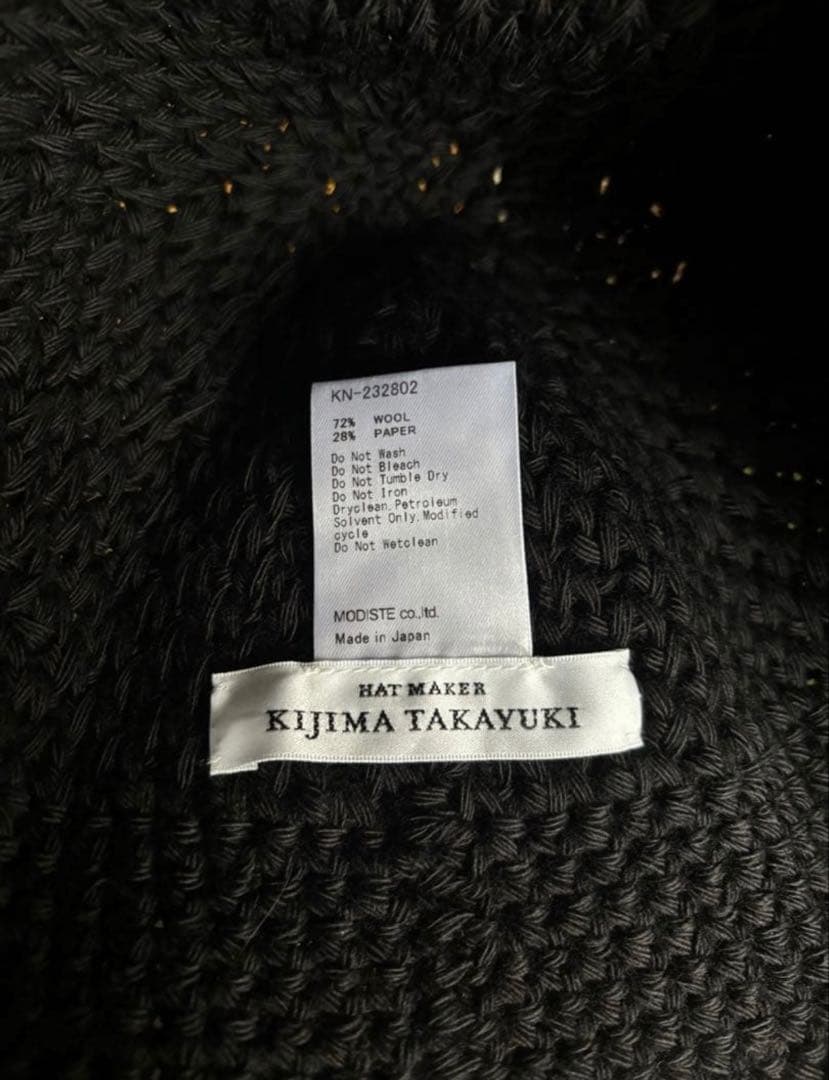 KN-232802
72% WOOL
28% PAPER
Do Not Wash
Do Not Bleach
Do Not Tumble Dry
Do Not Iron
Dryclean.Petroleum
Solvent Only.Modified
cycle
Do Not Wetclean
MODISTE co.,ltd.
Made in Japan
HAT MAKER
KIJIMA TAKAYUKI